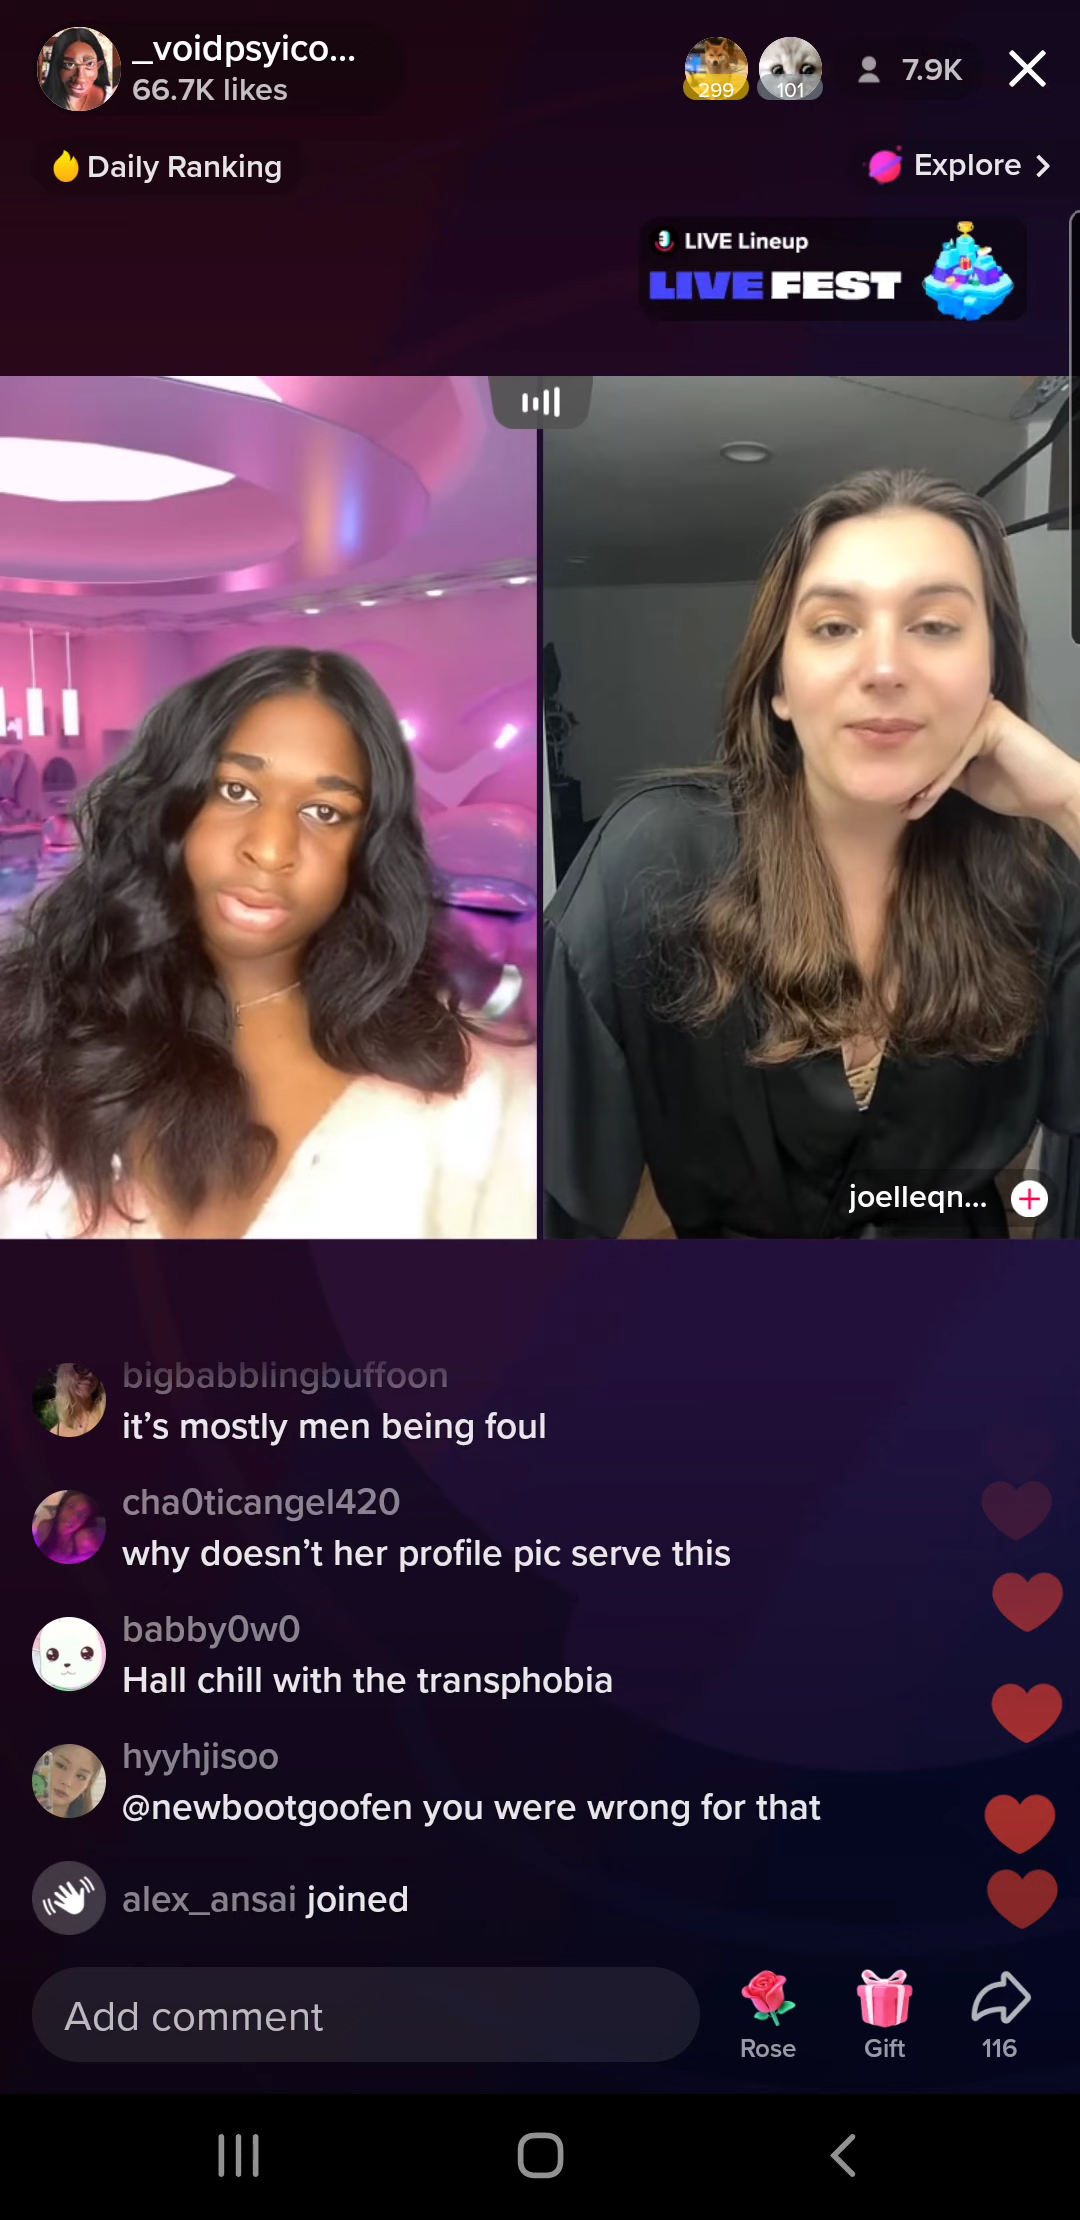 _voidpsyico...
66.7K likes
299
101
7.9K
Daily Ranking
Explore >
LIVE Lineup
LIVE FEST
joelleqn...
bigbabblingbuffoon
it’s mostly men being foul
cha0ticangel420
why doesn’t her profile pic serve this
babby0w0
Hall chill with the transphobia
hyyhjisoo
@newbootgoofen you were wrong for that
alex_ansai joined
Add comment
Rose
Gift
116